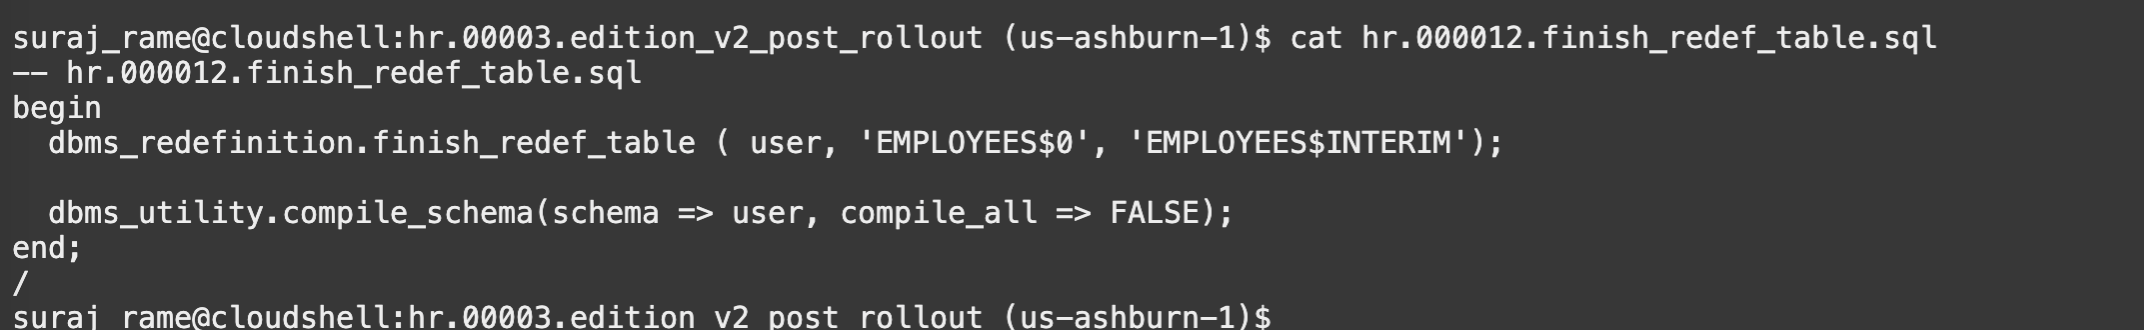 suraj_rame@cloudshell:hr.00003.edition_v2_post_rollout (us-ashburn-1)$ cat hr.000012.finish_redef_table.sql
-- hr.000012.finish_redef_table.sql
begin
  dbms_redefinition.finish_redef_table ( user, 'EMPLOYEES$0', 'EMPLOYEES$INTERIM');

  dbms_utility.compile_schema(schema => user, compile_all => FALSE);
end;
/
suraj_rame@cloudshell:hr.00003.edition_v2_post_rollout (us-ashburn-1)$